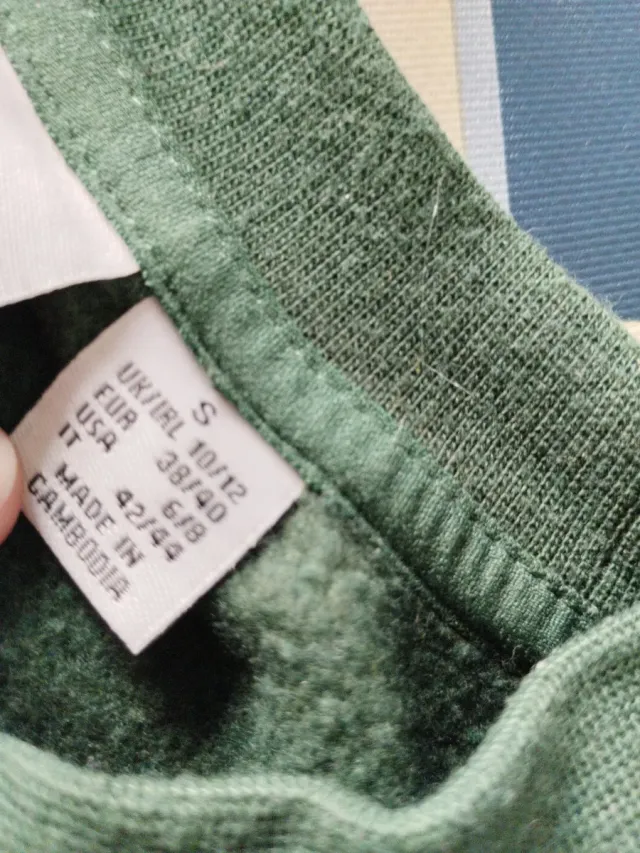 S
UK/IRL 10/12
EUR 38/40
USA 6/8
IT 42/44
MADE IN
CAMBODIA